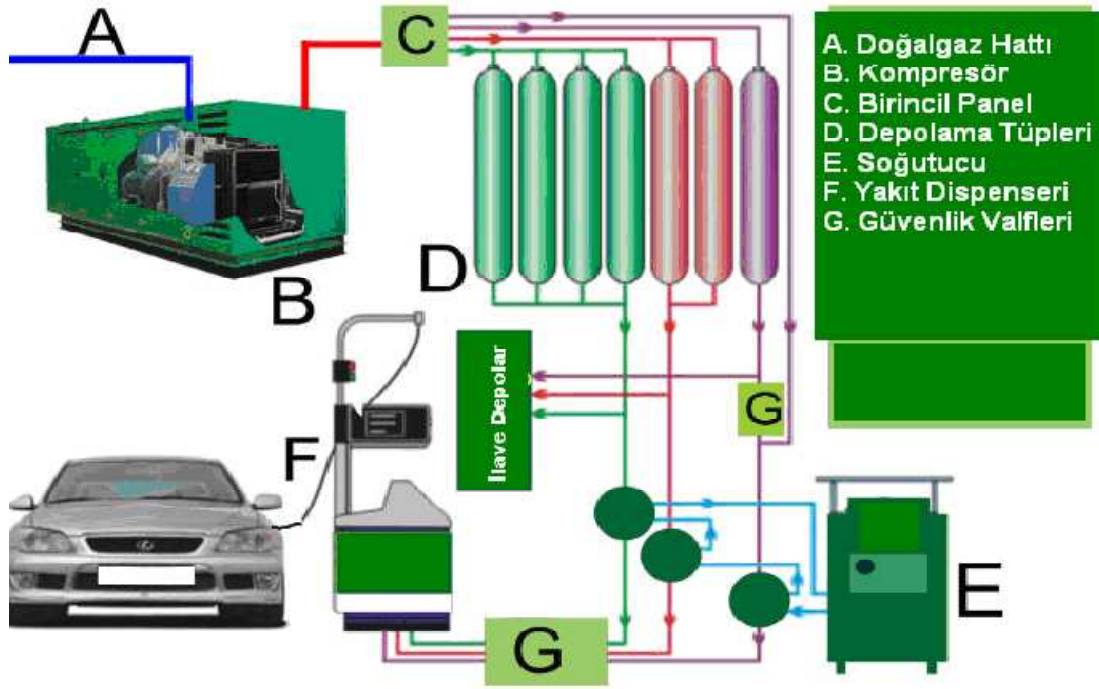 A
C
A. Doğalgaz Hattı
B. Kompresör
C. Birincil Panel
D. Depolama Tüpleri
E. Soğutucu
F. Yakıt Dispenseri
G. Güvenlik Valfleri
B
D
İlave Depolar
G
F
E
G